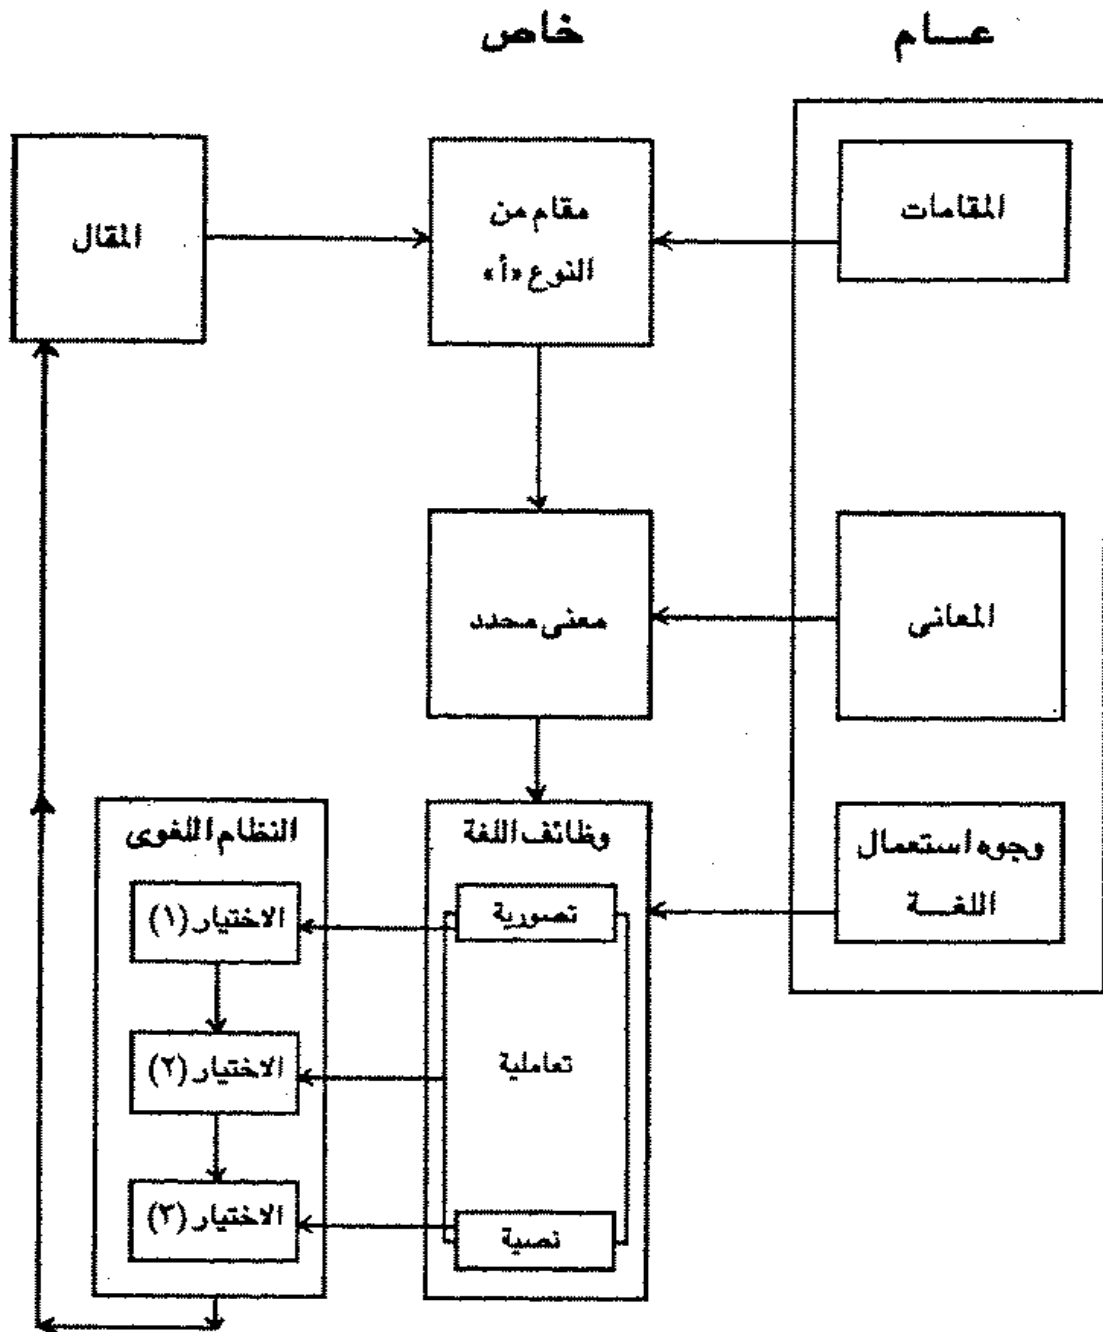 عـــام
خاص
المقامات
مقام من
النوع «أ»
المقال
المعانى
معنى محدد
وجوه استعمال
اللغـــة
وظائف اللغة
تصورية
تعاملية
نصية
النظام اللغوى
الاختيار (١)
الاختيار (٢)
الاختيار (٣)